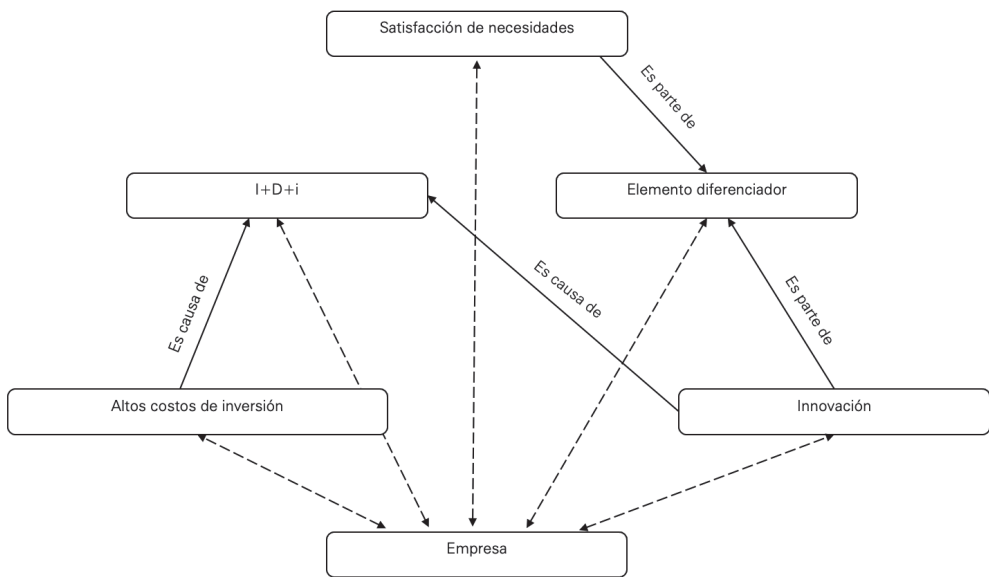 Satisfacción de necesidades
Es parte de
I+D+i
Elemento diferenciador
Es causa de
Es causa de
Es parte de
Altos costos de inversión
Innovación
Empresa